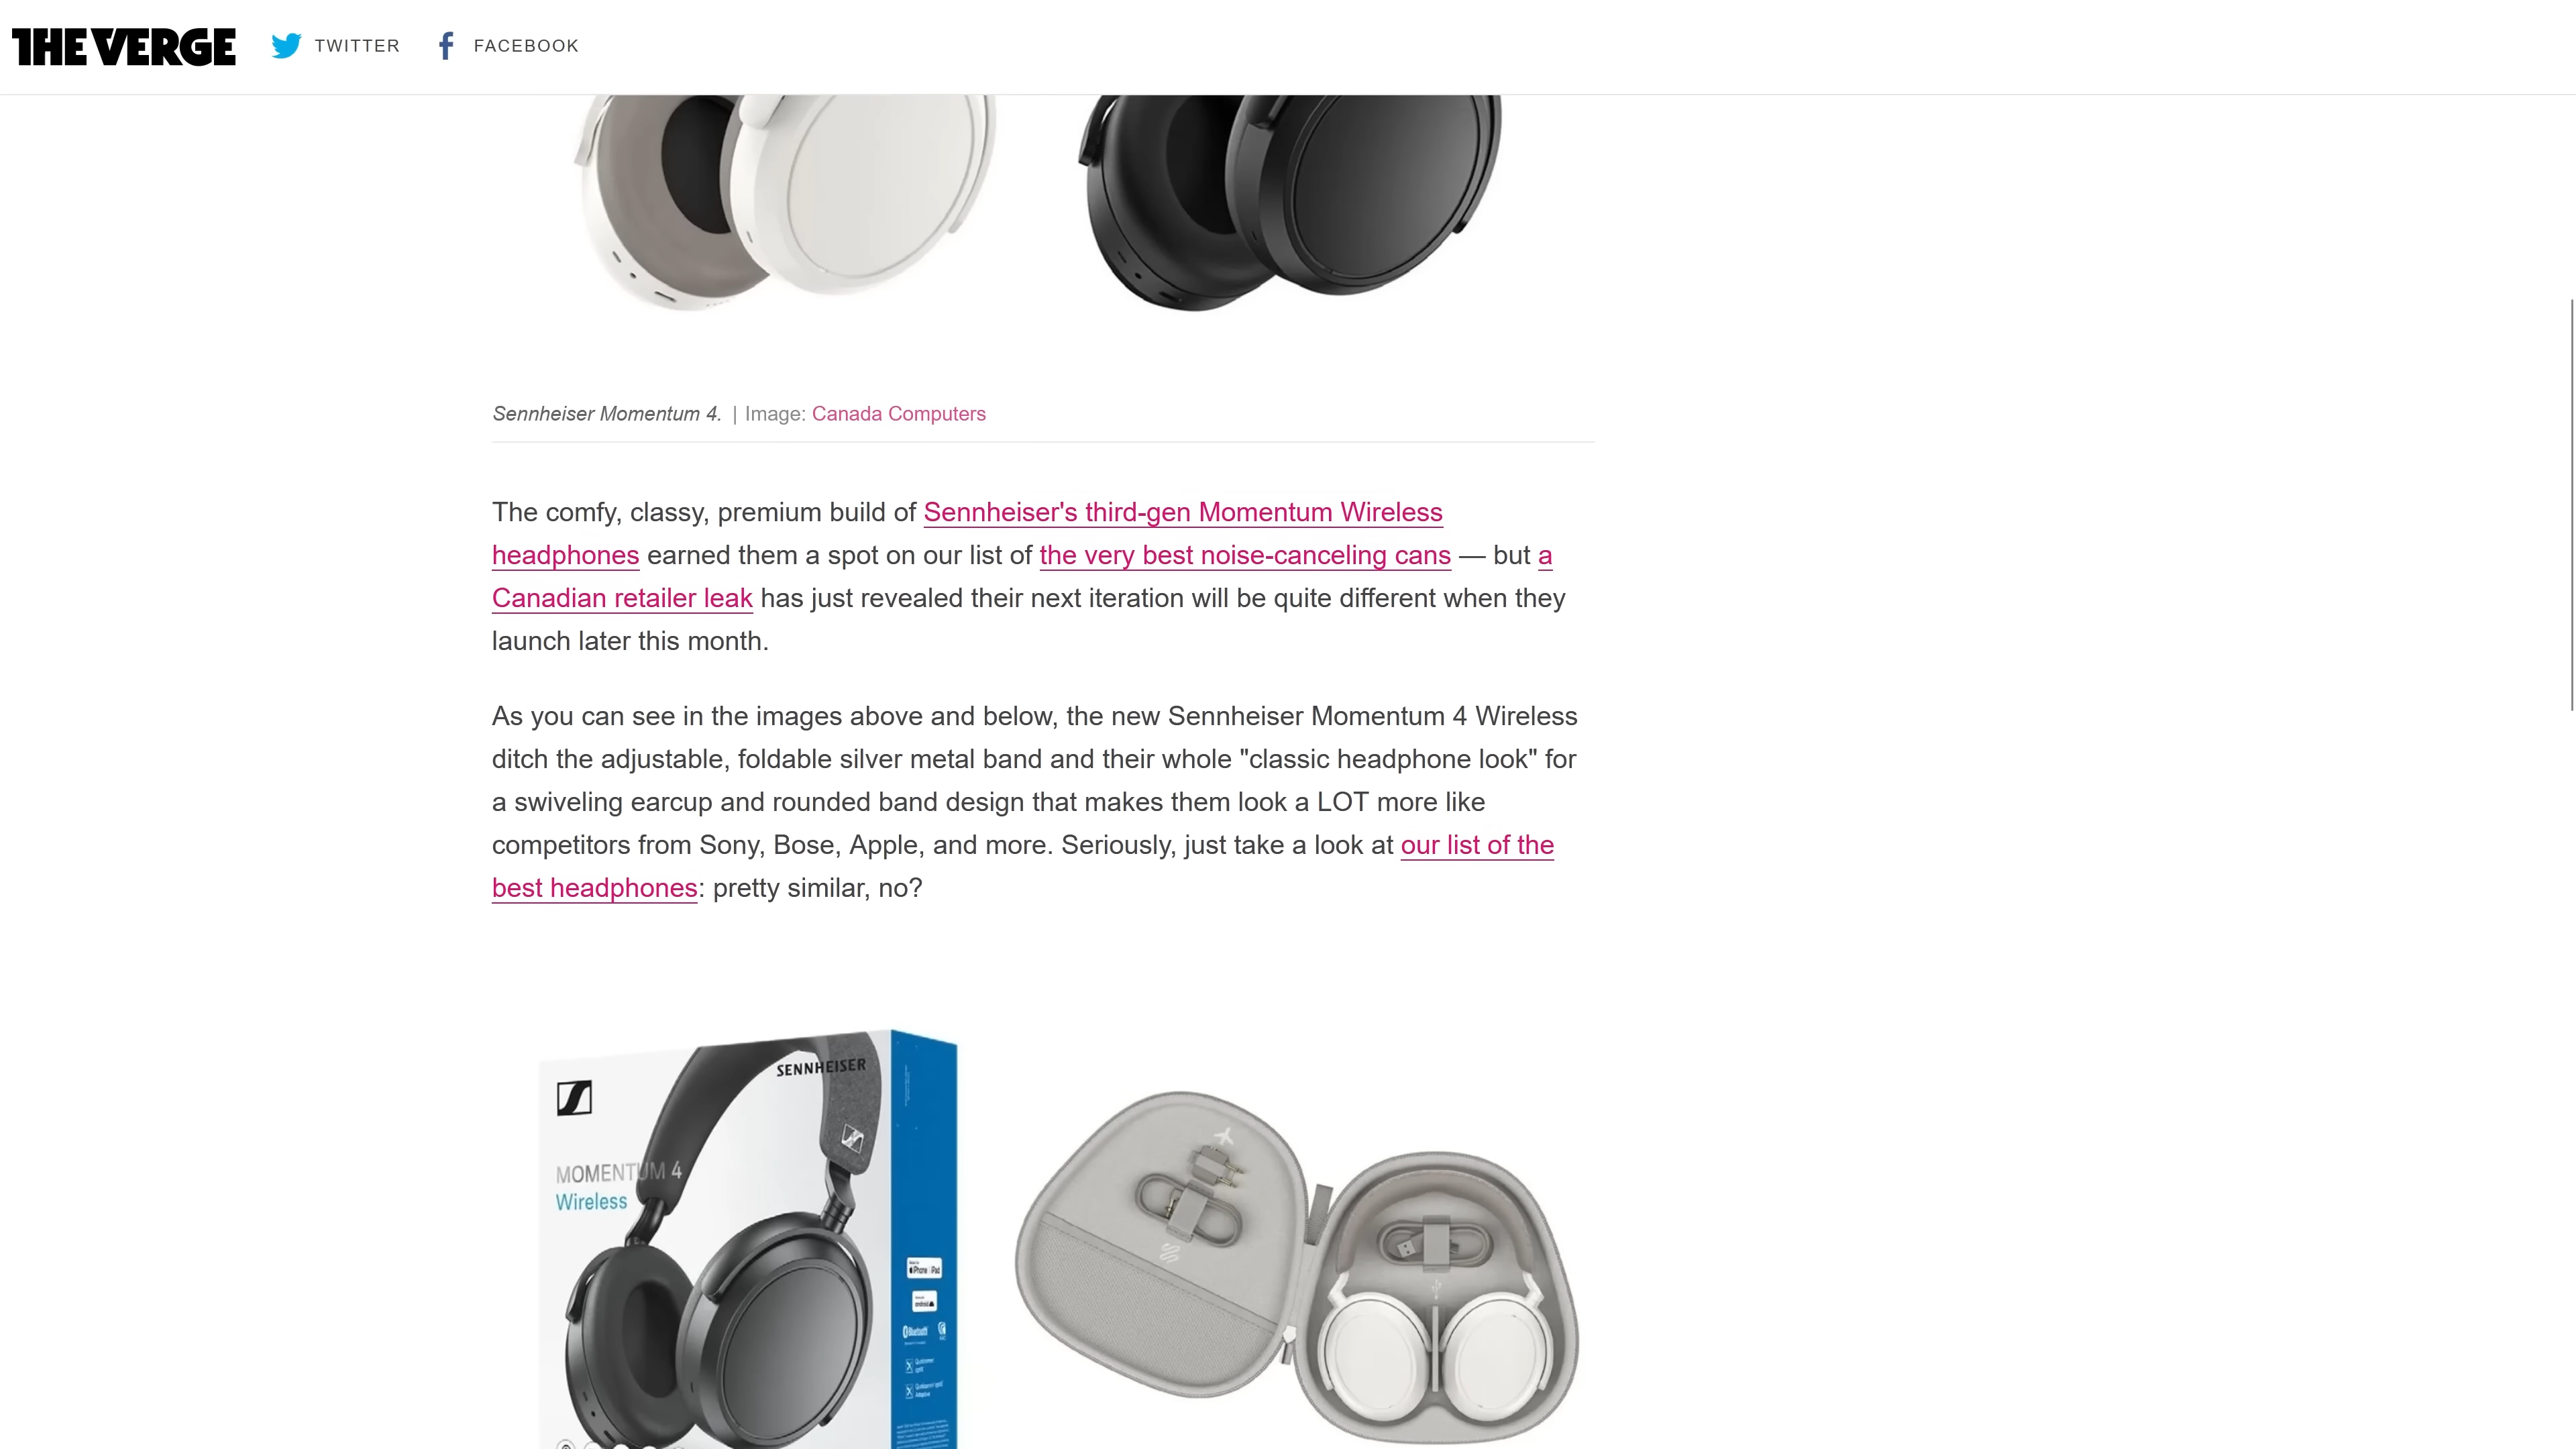 THE VERGE TWITTER FACEBOOK
Sennheiser Momentum 4. | Image: Canada Computers
The comfy, classy, premium build of Sennheiser's third-gen Momentum Wireless
headphones earned them a spot on our list of the very best noise-canceling cans — but a
Canadian retailer leak has just revealed their next iteration will be quite different when they
launch later this month.
As you can see in the images above and below, the new Sennheiser Momentum 4 Wireless
ditch the adjustable, foldable silver metal band and their whole "classic headphone look" for
a swiveling earcup and rounded band design that makes them look a LOT more like
competitors from Sony, Bose, Apple, and more. Seriously, just take a look at our list of the
best headphones: pretty similar, no?
SENNHEISER
MOMENTUM 4
Wireless
iPhone iPad
android
Bluetooth